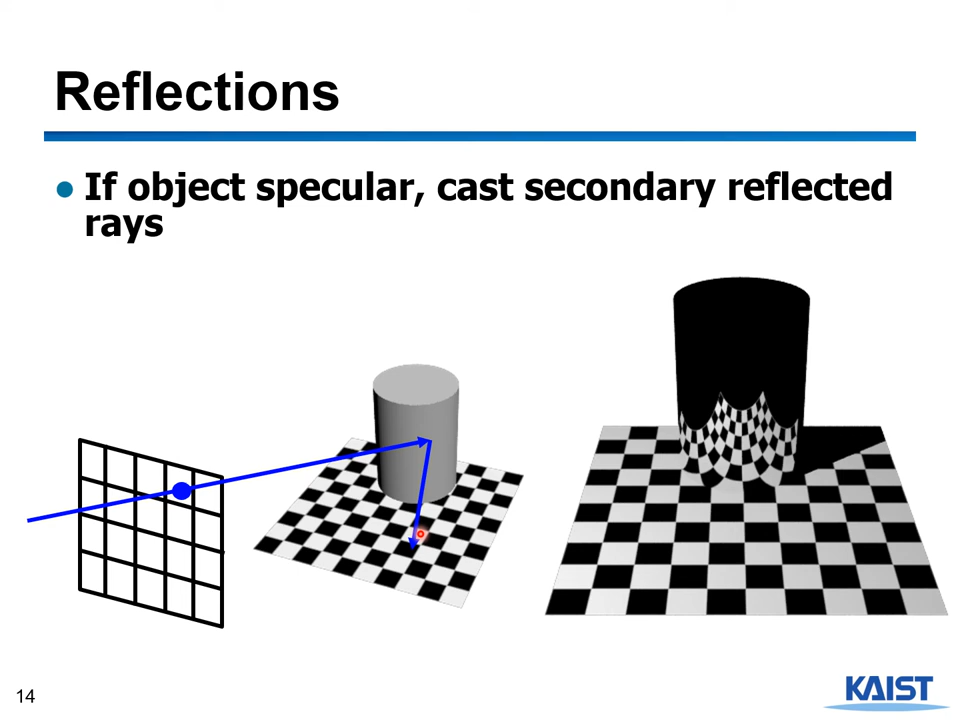 Reflections
If object specular, cast secondary reflected
rays
14
KAIST